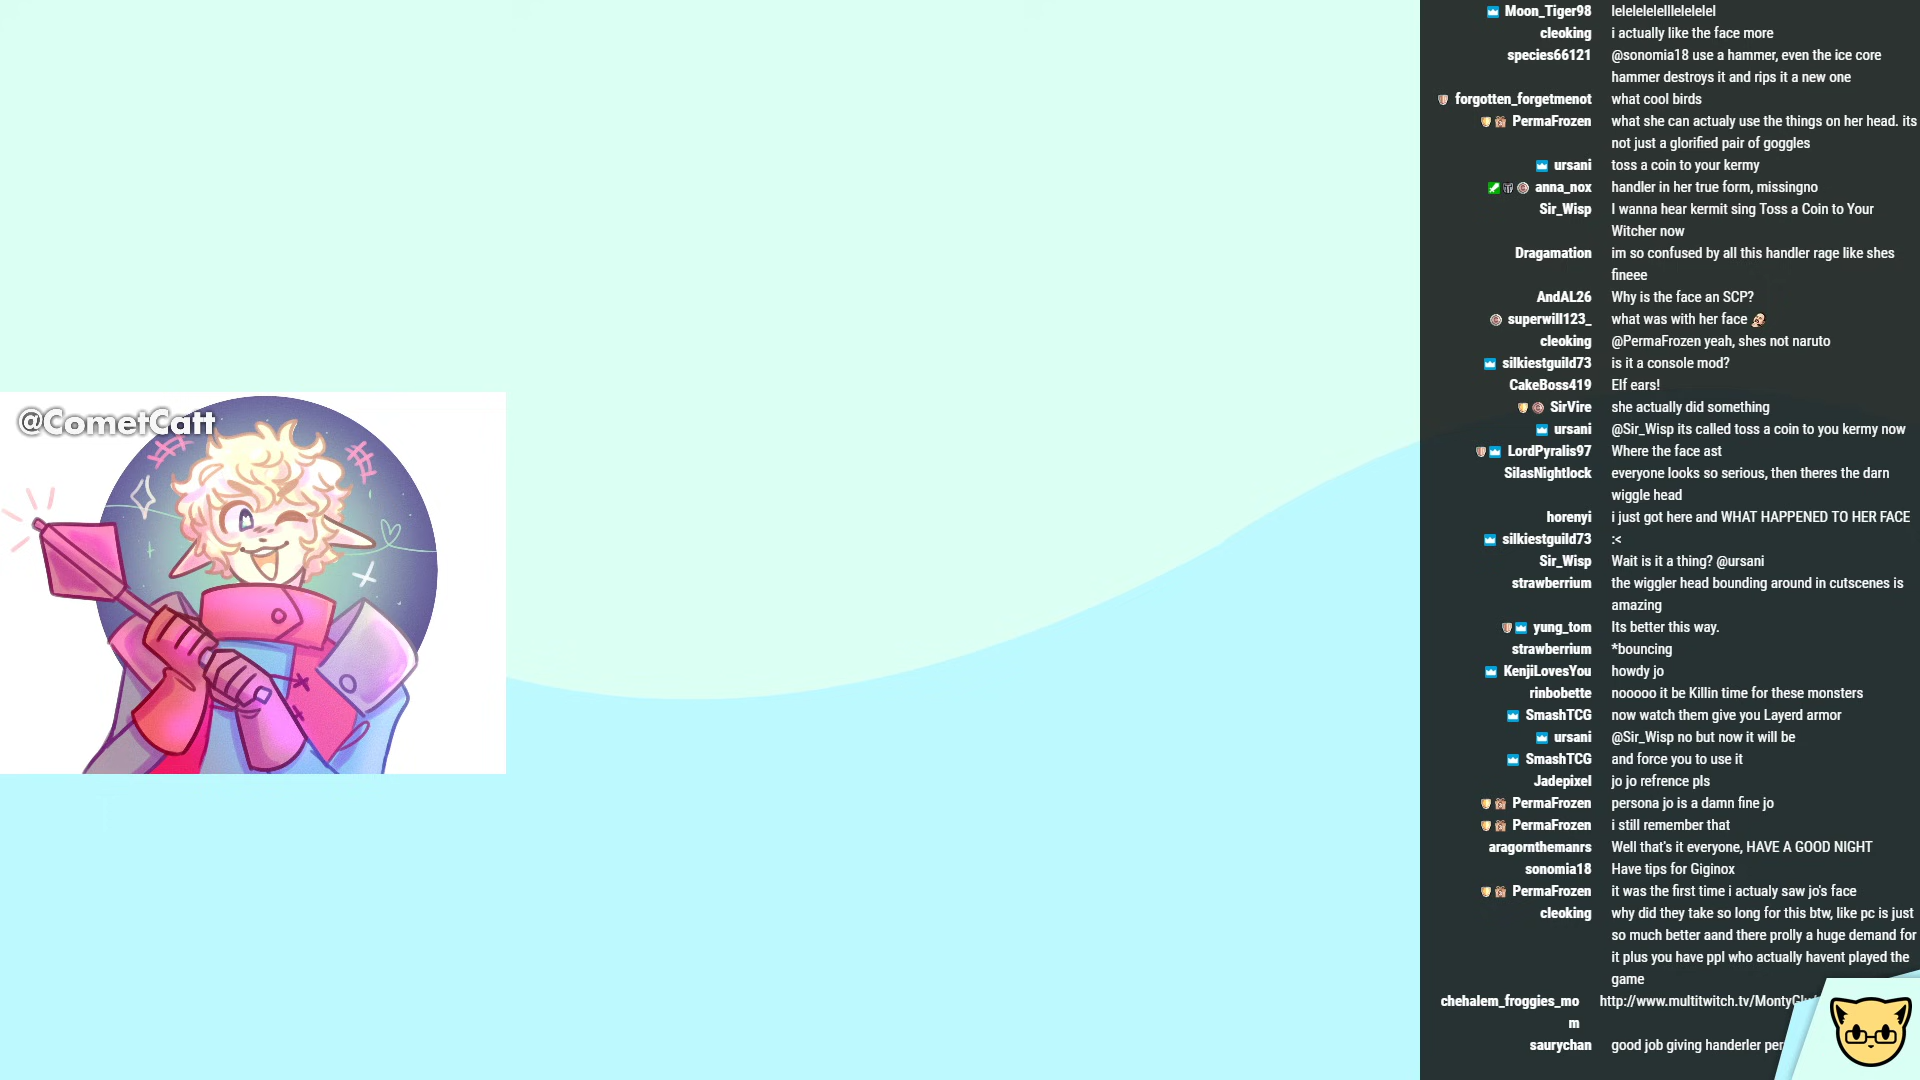 @CometCatt
Moon_Tiger98 lelelelelelllelelelel
cleoking i actually like the face more
species66121 @sonomia18 use a hammer, even the ice core
hammer destroys it and rips it a new one
forgotten_forgetmenot what cool birds
PermaFrozen what she can actualy use the things on her head. its
not just a glorified pair of goggles
ursani toss a coin to your kermy
anna_nox handler in her true form, missingno
Sir_Wisp I wanna hear kermit sing Toss a Coin to Your
Witcher now
Dragamation im so confused by all this handler rage like shes
fineee
AndAL26 Why is the face an SCP?
superwill123_ what was with her face
cleoking @PermaFrozen yeah, shes not naruto
silkiestguild73 is it a console mod?
CakeBoss419 Elf ears!
SirVire she actually did something
ursani @Sir_Wisp its called toss a coin to you kermy now
LordPyralis97 Where the face ast
SilasNightlock everyone looks so serious, then theres the darn
wiggle head
horenyi i just got here and WHAT HAPPENED TO HER FACE
silkiestguild73 :<
Sir_Wisp Wait is it a thing? @ursani
strawberrium the wiggler head bounding around in cutscenes is
amazing
yung_tom Its better this way.
strawberrium *bouncing
KenjiLovesYou howdy jo
rinbobette nooooo it be Killin time for these monsters
SmashTCG now watch them give you Layerd armor
ursani @Sir_Wisp no but now it will be
SmashTCG and force you to use it
Jadepixel jo jo refrence pls
PermaFrozen persona jo is a damn fine jo
PermaFrozen i still remember that
aragornthemanrs Well that's it everyone, HAVE A GOOD NIGHT
sonomia18 Have tips for Giginox
PermaFrozen it was the first time i actualy saw jo's face
cleoking why did they take so long for this btw, like pc is just
so much better aand there prolly a huge demand for
it plus you have ppl who actually havent played the
game
chehalem_froggies_mo
m
saurychan good job giving handerler